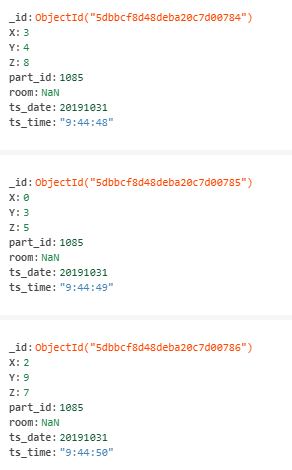 _id: ObjectId("5dbbcf8d48deba20c7d00784")
X: 3
Y: 4
Z: 8
part_id: 1085
room: NaN
ts_date: 20191031
ts_time: "9:44:48"
_id: ObjectId("5dbbcf8d48deba20c7d00785")
X: 0
Y: 3
Z: 5
part_id: 1085
room: NaN
ts_date: 20191031
ts_time: "9:44:49"
_id: ObjectId("5dbbcf8d48deba20c7d00786")
X: 2
Y: 9
Z: 7
part_id: 1085
room: NaN
ts_date: 20191031
ts_time: "9:44:50"